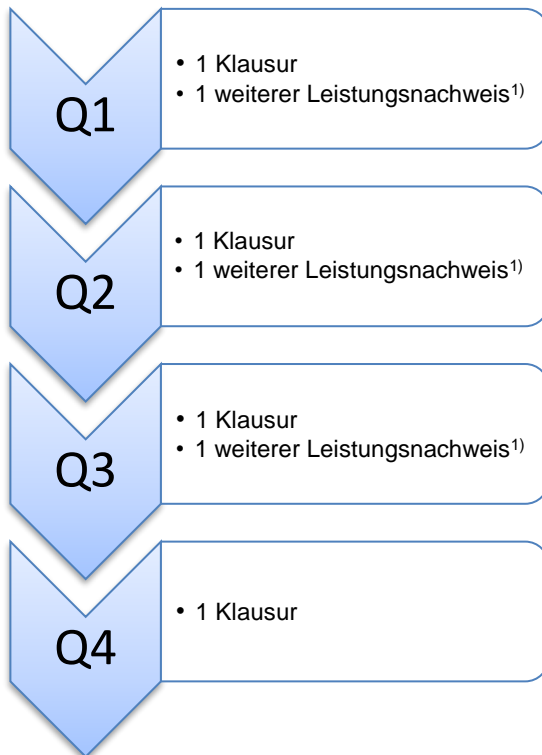 Q1
• 1 Klausur
• 1 weiterer Leistungsnachweis1)
Q2
• 1 Klausur
• 1 weiterer Leistungsnachweis1)
Q3
• 1 Klausur
• 1 weiterer Leistungsnachweis1)
Q4
• 1 Klausur